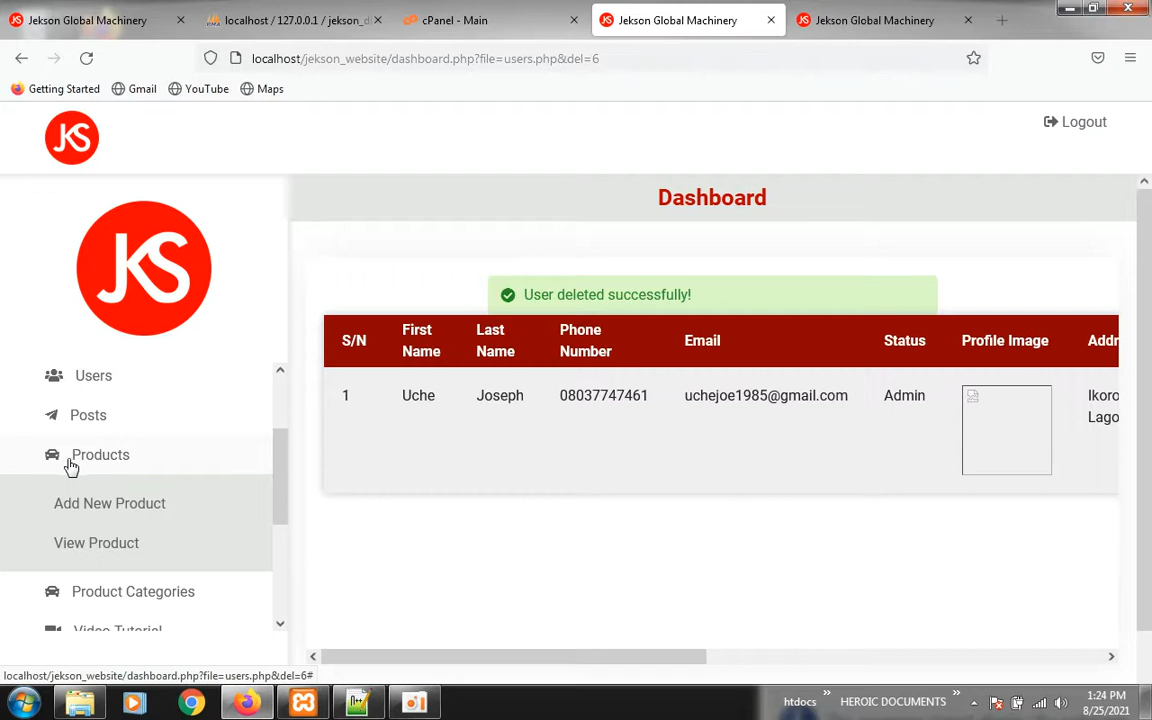 Jekson Global Machinery
localhost / 127.0.0.1 / jekson_d
cPanel - Main
Jekson Global Machinery
Jekson Global Machinery
localhost/jekson_website/dashboard.php?file=users.php&del=6
Getting Started
Gmail
YouTube
Maps
JKS
Logout
JKS
Dashboard
User deleted successfully!
S/N
First Name
Last Name
Phone Number
Email
Status
Profile Image
Addr
1
Uche
Joseph
08037747461
uchejoe1985@gmail.com
Admin
Ikoro
Lago
Users
Posts
Products
Add New Product
View Product
Product Categories
Video Tutorial
localhost/jekson_website/dashboard.php?file=users.php&del=6#
htdocs
HEROIC DOCUMENTS
1:24 PM
8/25/2021